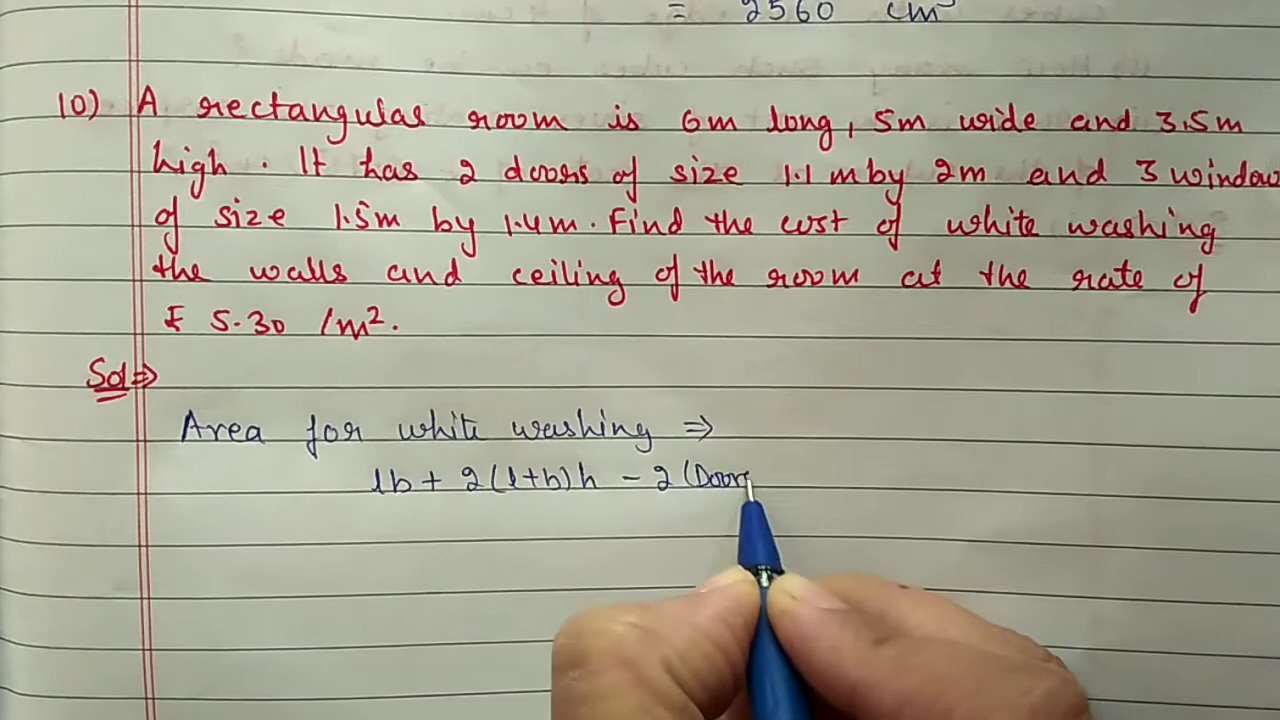 = 2560 cm²
10) A rectangular room is 6m long, 5m wide and 3.5m
high. It has 2 doors of size 1.1 m by 2m and 3 window
of size 1.5m by 1.4m. Find the cost of white washing
the walls and ceiling of the room at the rate of
₹ 5.30 /m².
Sol ⇒
Area for white washing ⇒
lb + 2(l+b)h - 2(Doors